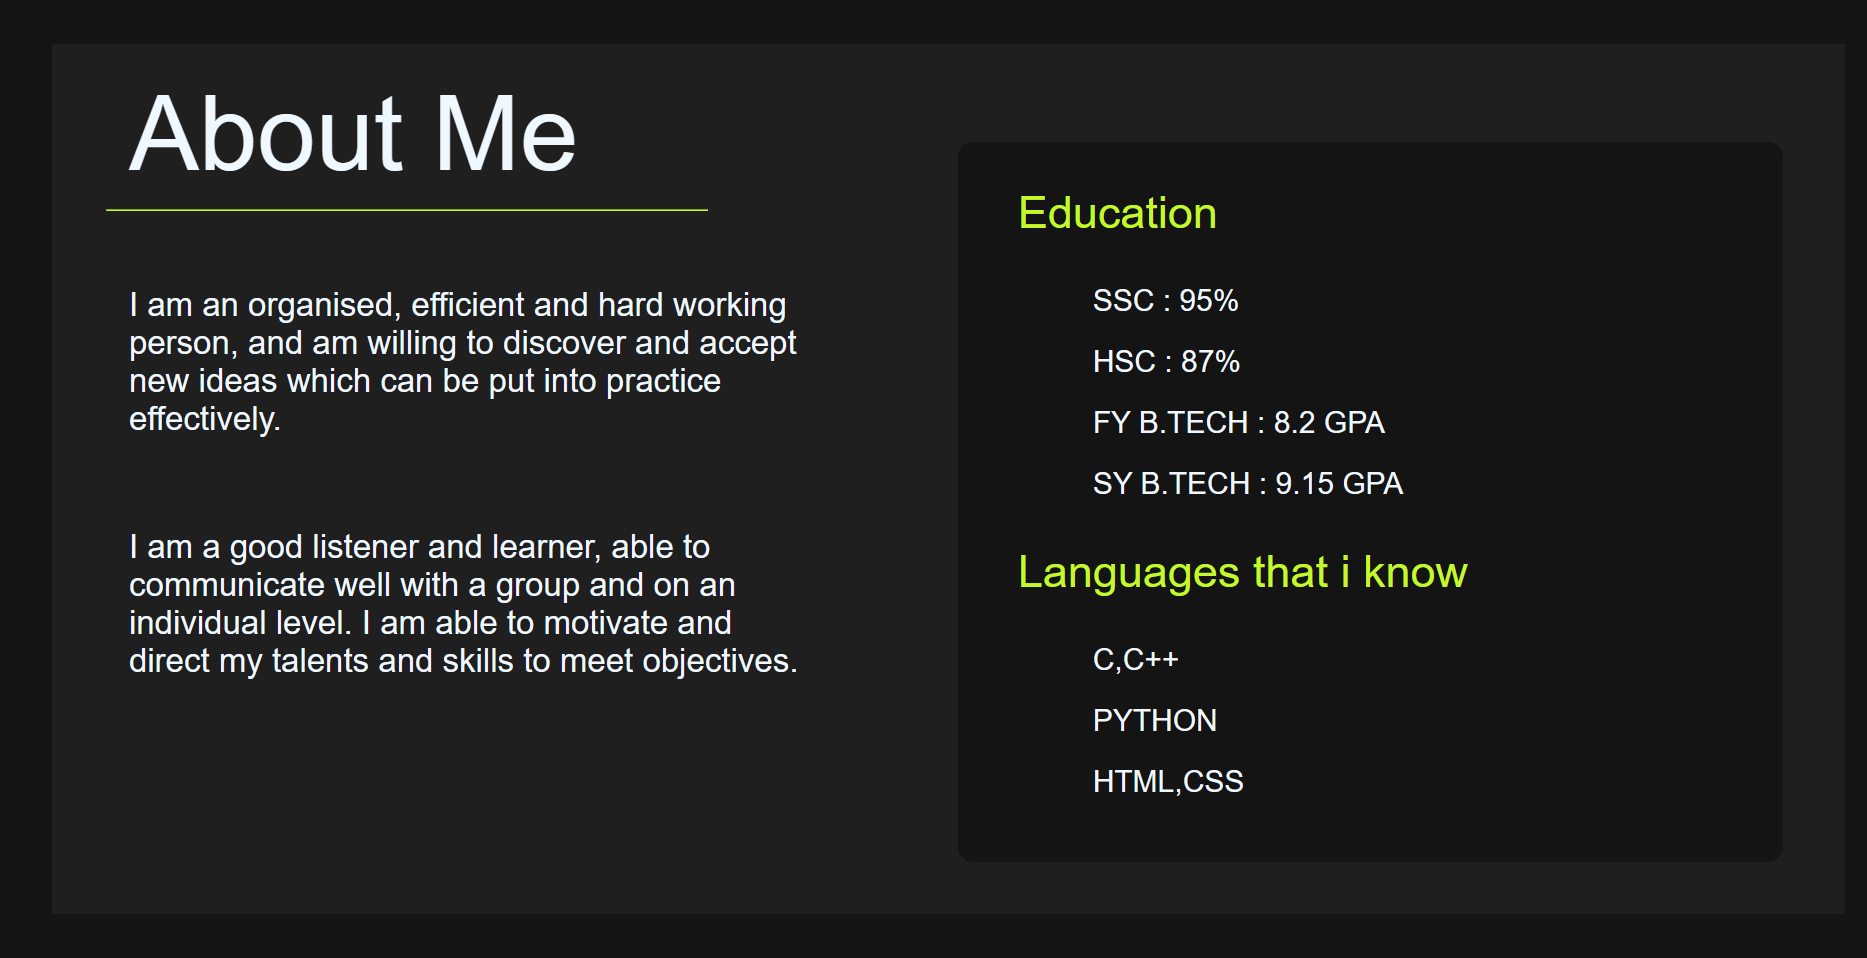 About Me
I am an organised, efficient and hard working
person, and am willing to discover and accept
new ideas which can be put into practice
effectively.
I am a good listener and learner, able to
communicate well with a group and on an
individual level. I am able to motivate and
direct my talents and skills to meet objectives.
Education
SSC : 95%
HSC : 87%
FY B.TECH : 8.2 GPA
SY B.TECH : 9.15 GPA
Languages that i know
C,C++
PYTHON
HTML,CSS